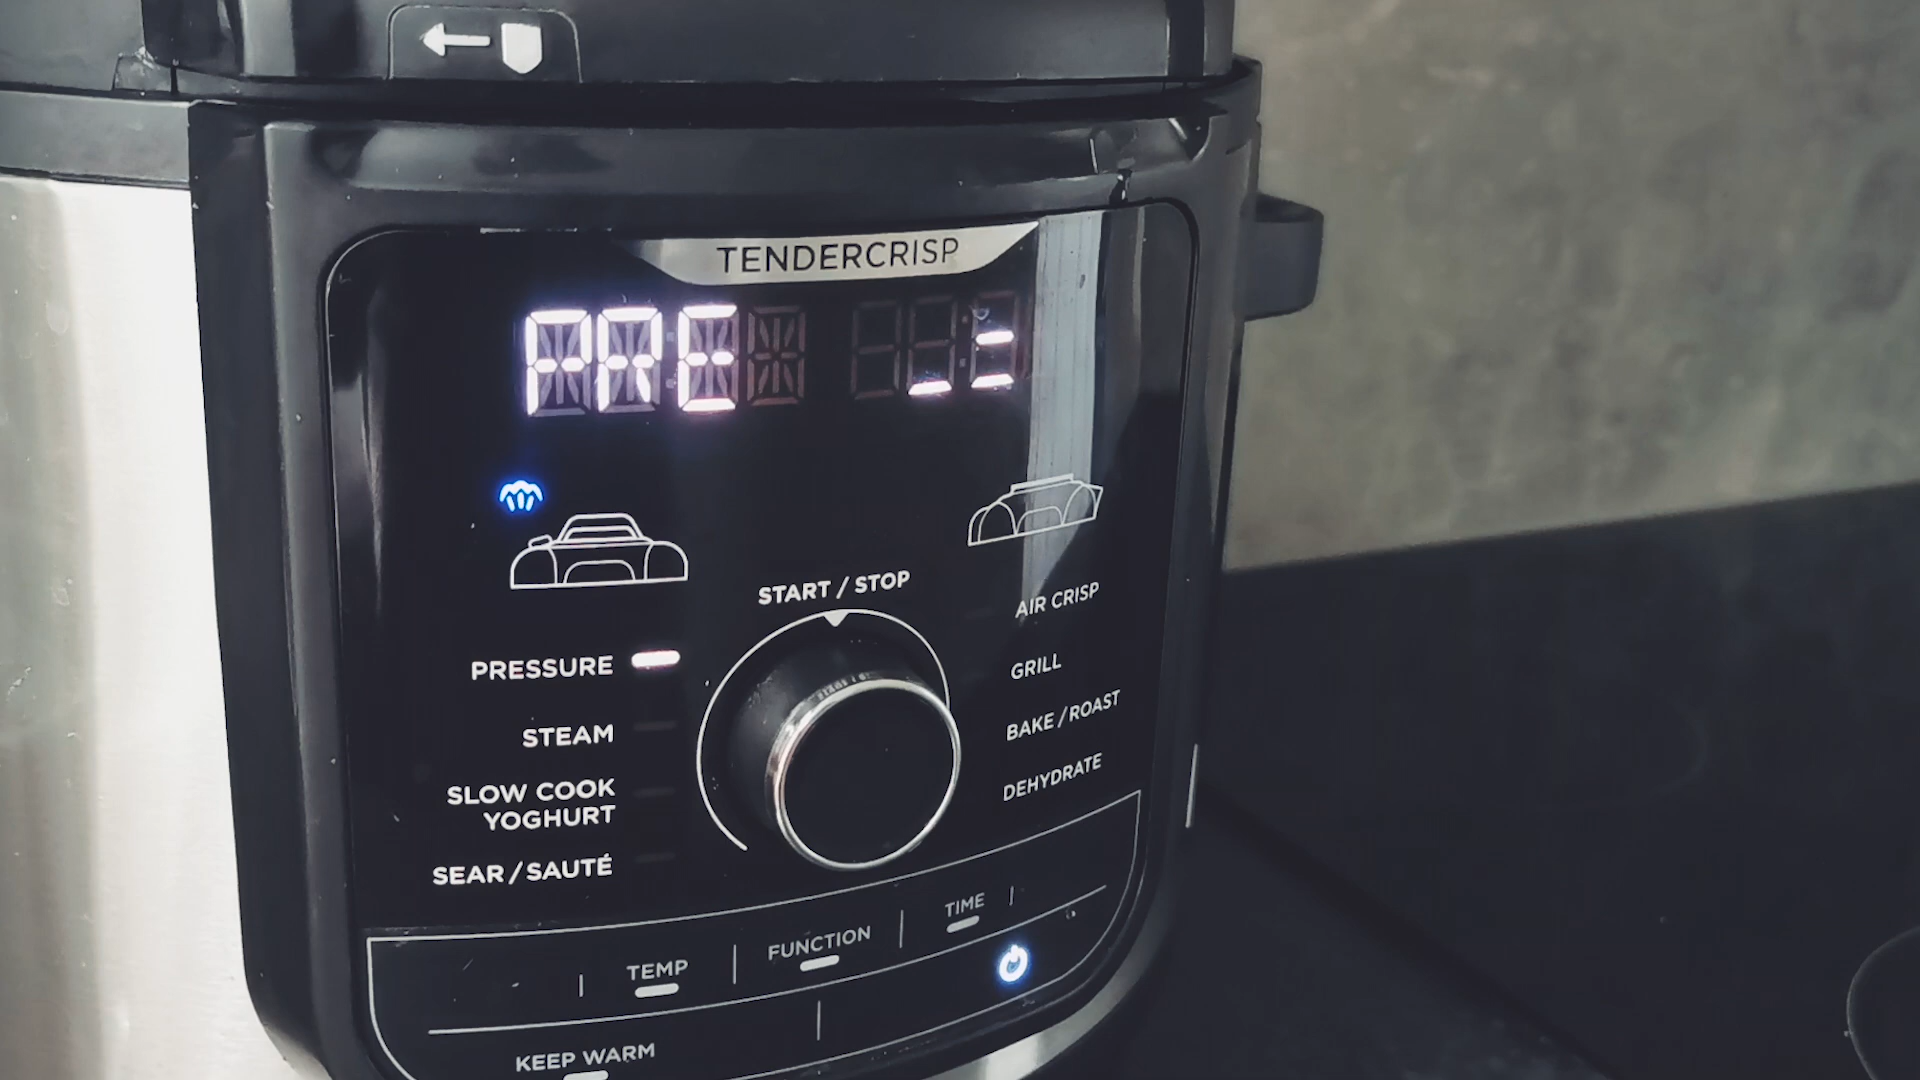 TENDERCRISP
PRE
START / STOP
AIR CRISP
PRESSURE
GRILL
STEAM
BAKE / ROAST
SLOW COOK
YOGHURT
DEHYDRATE
SEAR / SAUTÉ
TEMP
FUNCTION
TIME
KEEP WARM